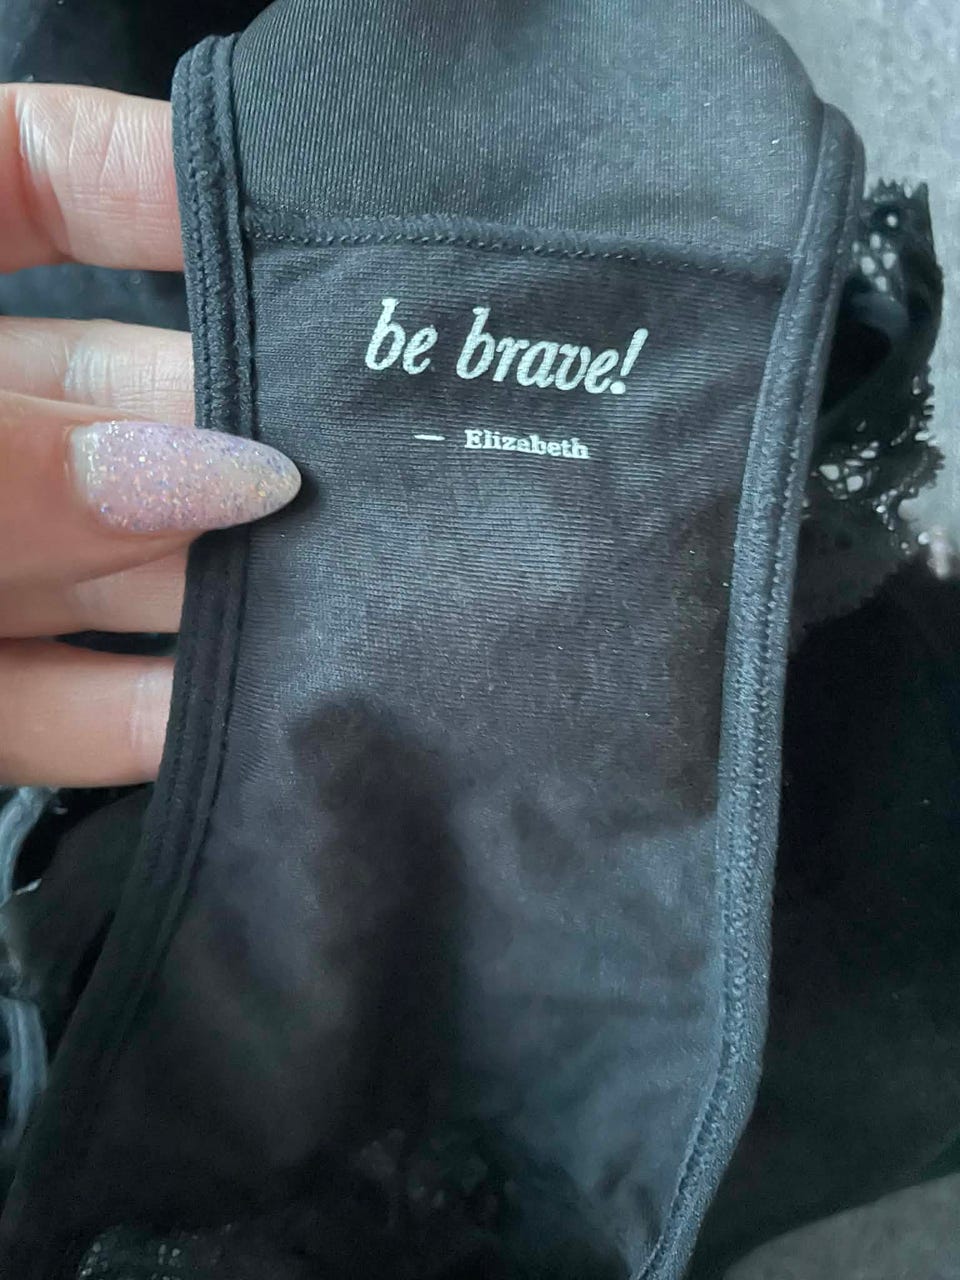 be brave!
— Elizabeth